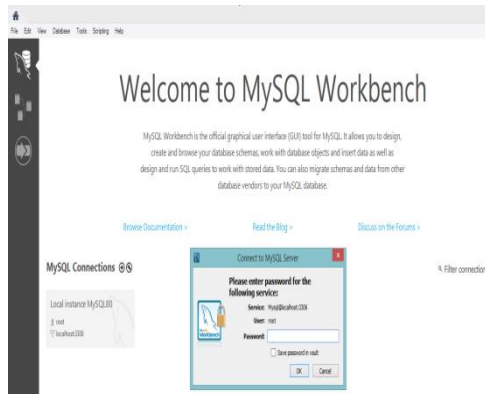 File Edit View Database Tools Scripting Help
Welcome to MySQL Workbench
MySQL Workbench is the official graphical user interface (GUI) tool for MySQL. It allows you to design,
create and browse your database schemas, work with database objects and insert data as well as
design and run SQL queries to work with stored data. You can also migrate schemas and data from other
database vendors to your MySQL database.
Browse Documentation >
Read the Blog >
Discuss on the Forums >
MySQL Connections
Filter connection
Local instance MySQL80
root
localhost:3306
Connect to MySQL Server
Please enter password for the
following service:
Service: Mysql@localhost:3306
User: root
Password:
Save password in vault
OK Cancel
Workbench